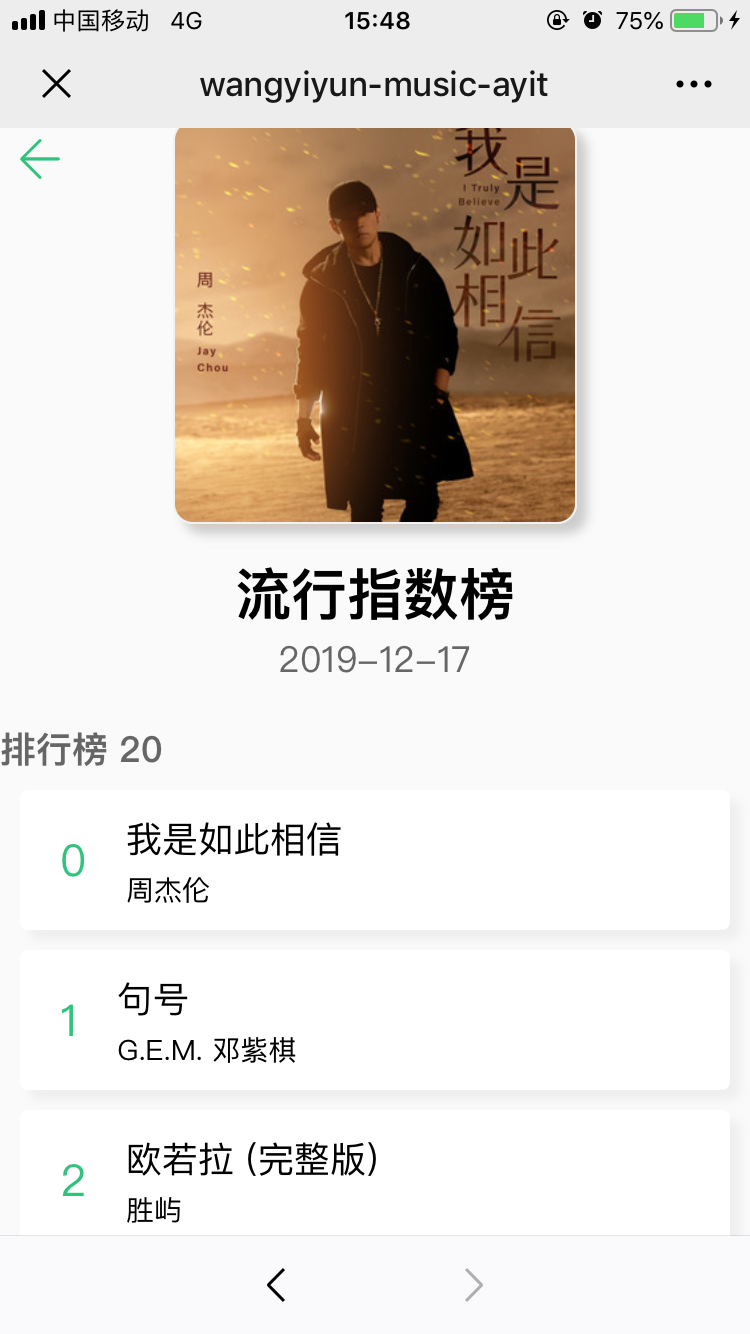 中国移动 4G 15:48 75%
wangyiyun-music-ayit
我是
I Truly
Believe
如此
相信
周
杰
伦
Jay
Chou
流行指数榜
2019-12-17
排行榜 20
0 我是如此相信
周杰伦
1 句号
G.E.M. 邓紫棋
2 欧若拉 (完整版)
胜屿